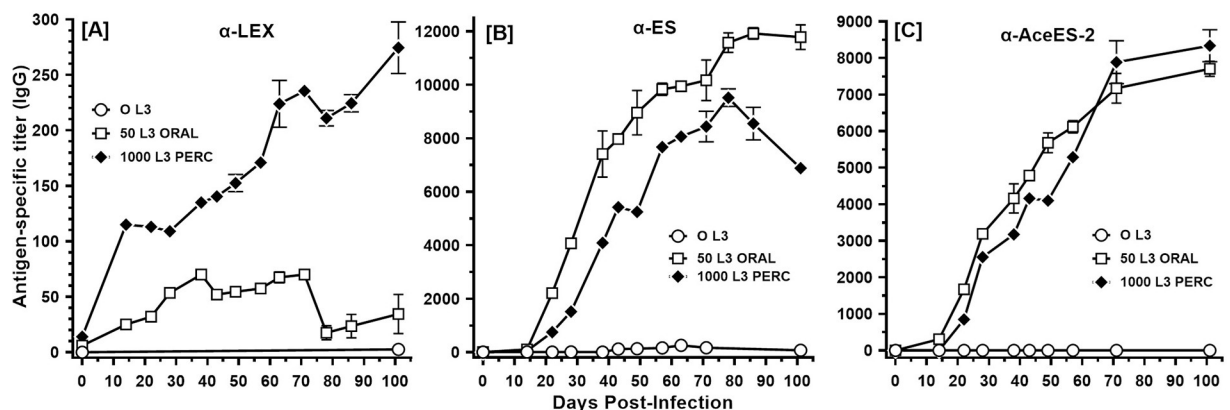 [A]
α-LEX
Antigen-specific titer (IgG)
300
250
200
150
100
50
0
O L3
50 L3 ORAL
1000 L3 PERC
0 10 20 30 40 50 60 70 80 90 100
[B]
α-ES
12000
10000
8000
6000
4000
2000
0
O L3
50 L3 ORAL
1000 L3 PERC
0 10 20 30 40 50 60 70 80 90 100
Days Post-Infection
[C]
α-AceES-2
9000
8000
7000
6000
5000
4000
3000
2000
1000
0
O L3
50 L3 ORAL
1000 L3 PERC
0 10 20 30 40 50 60 70 80 90 100